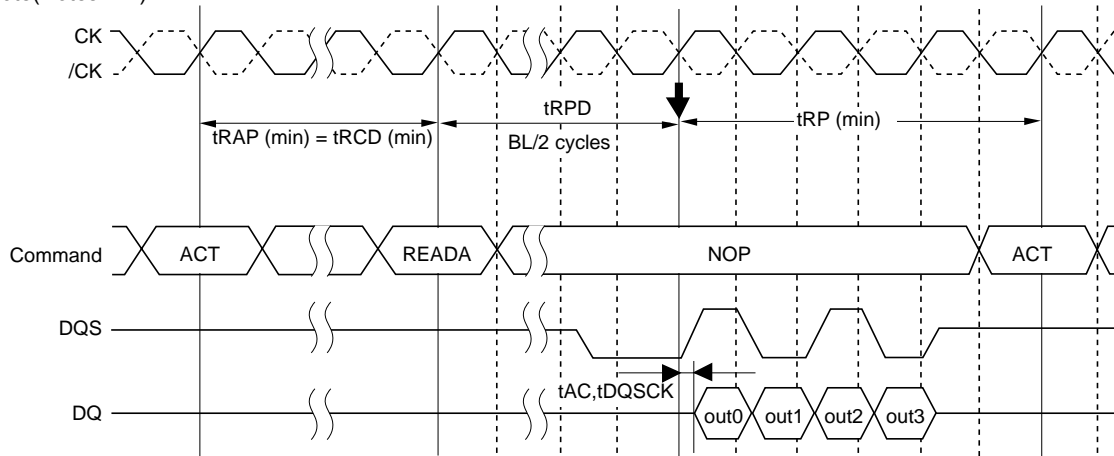 CK
/CK
tRPD
tRP (min)
tRAP (min) = tRCD (min)
BL/2 cycles
Command
ACT
READA
NOP
ACT
DQS
tAC,tDQSCK
DQ
out0
out1
out2
out3